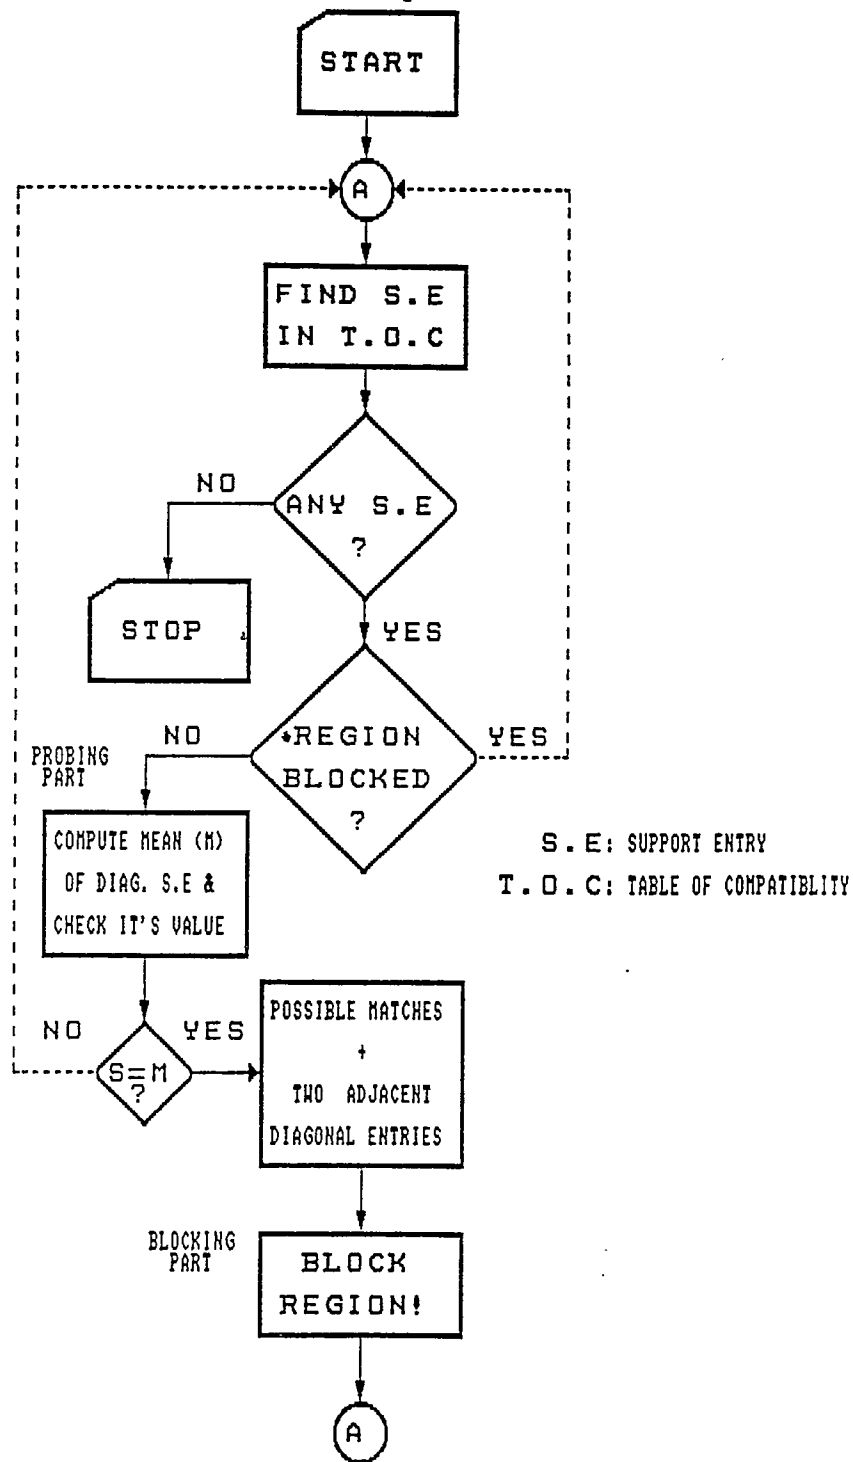 START
A
FIND S.E
IN T.O.C
NO
ANY S.E
?
STOP
YES
NO
*REGION
BLOCKED
?
YES
PROBING
PART
COMPUTE MEAN (M)
OF DIAG. S.E &
CHECK IT'S VALUE
S.E: SUPPORT ENTRY
T.O.C: TABLE OF COMPATIBLITY
NO
S=M
?
YES
POSSIBLE MATCHES
+
TWO ADJACENT
DIAGONAL ENTRIES
BLOCKING
PART
BLOCK
REGION!
A